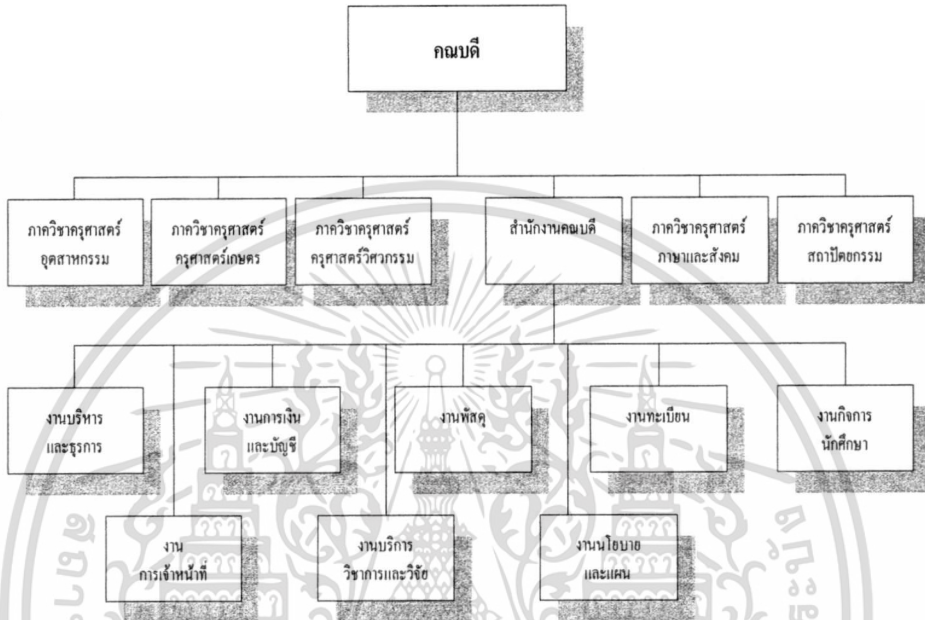 คณบดี
ภาควิชาครุศาสตร์
อุตสาหกรรม
ภาควิชาครุศาสตร์
ครุศาสตร์เกษตร
ภาควิชาครุศาสตร์
ครุศาสตร์วิศวกรรม
สำนักงานคณบดี
ภาควิชาครุศาสตร์
ภาษาและสังคม
ภาควิชาครุศาสตร์
สถาปัตยกรรม
งานบริหาร
และธุรการ
งานการเงิน
และบัญชี
งานพัสดุ
งานทะเบียน
งานกิจการ
นักศึกษา
งาน
การเจ้าหน้าที่
งานบริการ
วิชาการและวิจัย
งานนโยบาย
และแผน